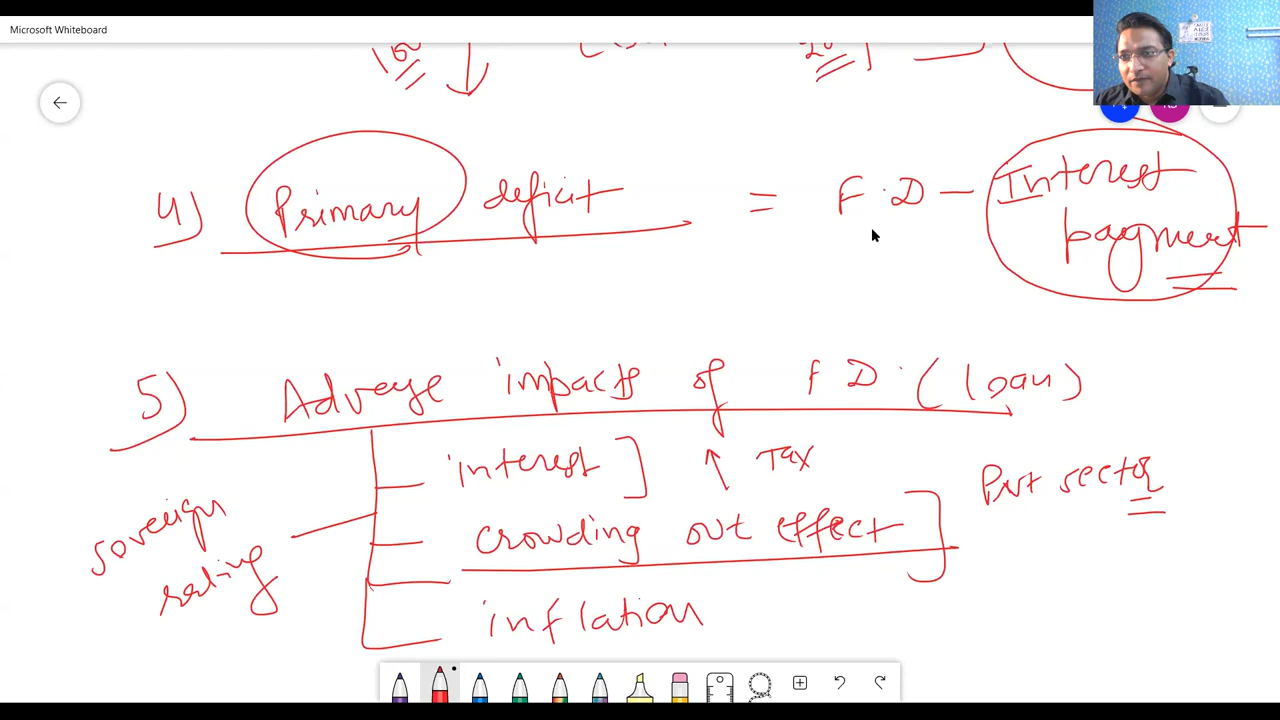 Microsoft Whiteboard
4) Primary deficit = F.D - Interest payment
5) Adverse impacts of F D. (loan)
interest] ↑ Tax
Pvt sector
crowding out effect]
sovereign rating
inflation